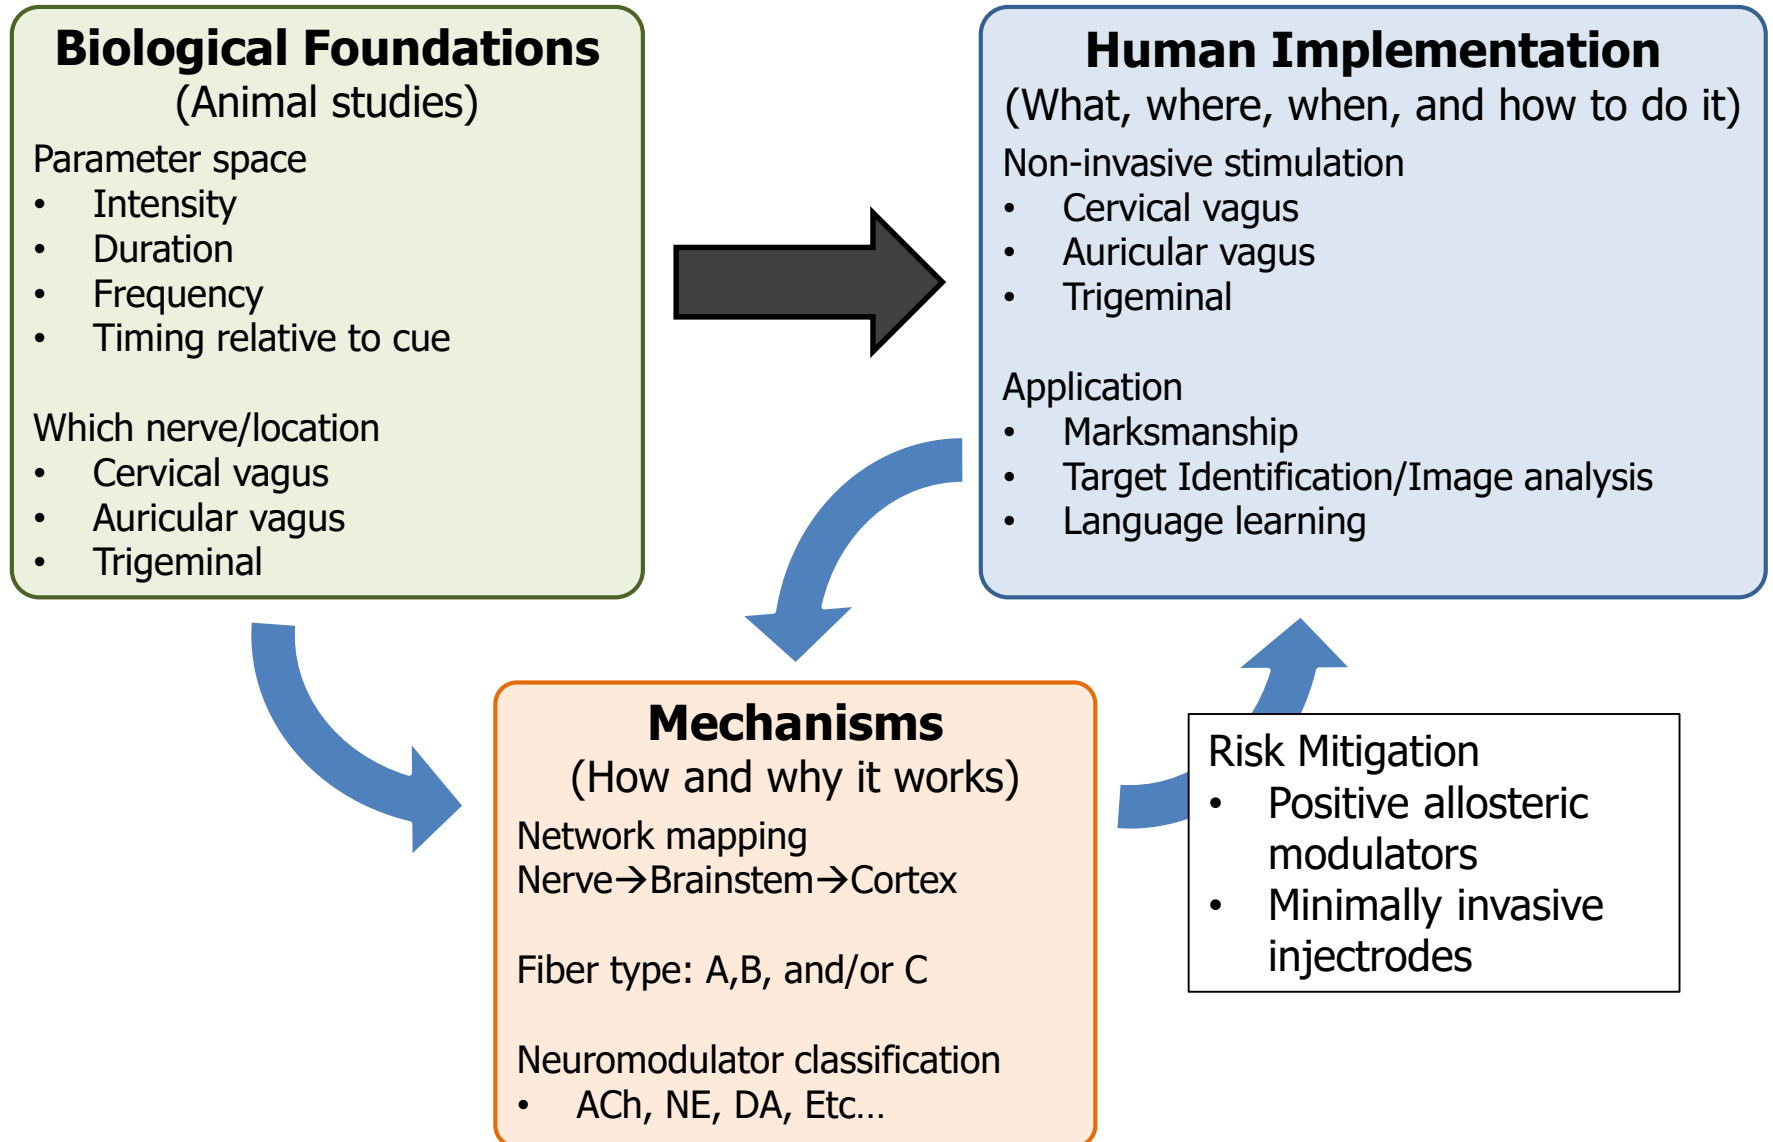 Biological Foundations
(Animal studies)
Parameter space
• Intensity
• Duration
• Frequency
• Timing relative to cue
Which nerve/location
• Cervical vagus
• Auricular vagus
• Trigeminal
Human Implementation
(What, where, when, and how to do it)
Non-invasive stimulation
• Cervical vagus
• Auricular vagus
• Trigeminal
Application
• Marksmanship
• Target Identification/Image analysis
• Language learning
Mechanisms
(How and why it works)
Network mapping
Nerve→Brainstem→Cortex
Fiber type: A,B, and/or C
Neuromodulator classification
• ACh, NE, DA, Etc…
Risk Mitigation
• Positive allosteric
modulators
• Minimally invasive
injectrodes